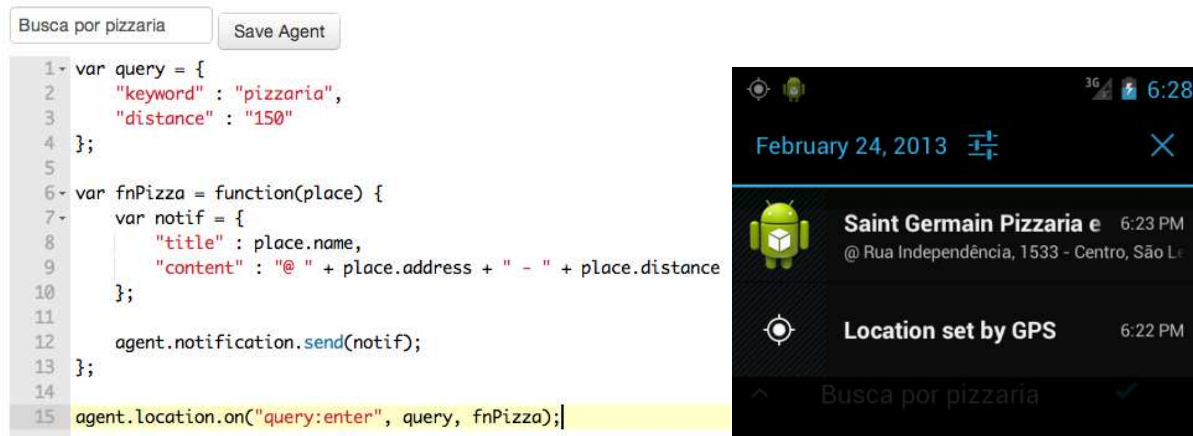 Busca por pizzaria
Save Agent
1 var query = {
2 "keyword" : "pizzaria",
3 "distance" : "150"
4 };
5
6 var fnPizza = function(place) {
7 var notif = {
8 "title" : place.name,
9 "content" : "@ " + place.address + " - " + place.distance
10 };
11
12 agent.notification.send(notif);
13 };
14
15 agent.location.on("query:enter", query, fnPizza);
3G 6:28
February 24, 2013
Saint Germain Pizzaria e 6:23 PM
@ Rua Independência, 1533 - Centro, São Le
Location set by GPS 6:22 PM
Busca por pizzaria